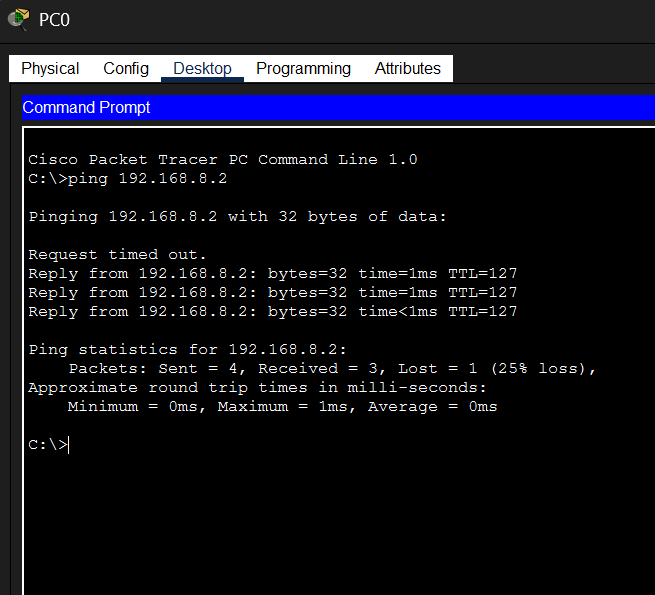 PC0
Physical Config Desktop Programming Attributes
Command Prompt
Cisco Packet Tracer PC Command Line 1.0
C:\>ping 192.168.8.2
Pinging 192.168.8.2 with 32 bytes of data:
Request timed out.
Reply from 192.168.8.2: bytes=32 time=1ms TTL=127
Reply from 192.168.8.2: bytes=32 time=1ms TTL=127
Reply from 192.168.8.2: bytes=32 time<1ms TTL=127
Ping statistics for 192.168.8.2:
    Packets: Sent = 4, Received = 3, Lost = 1 (25% loss),
Approximate round trip times in milli-seconds:
    Minimum = 0ms, Maximum = 1ms, Average = 0ms
C:\>